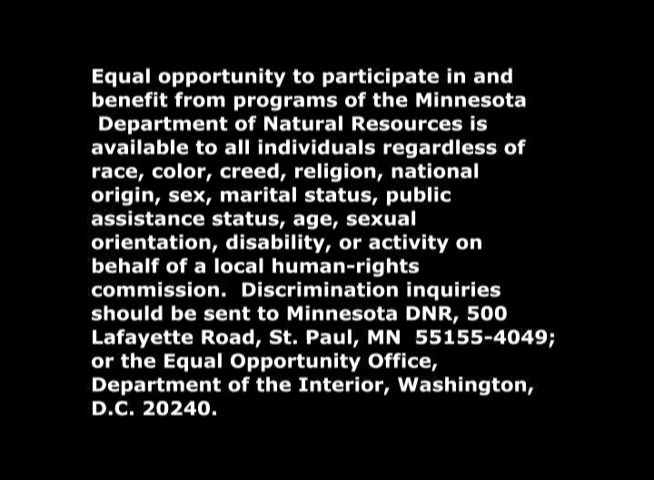 Equal opportunity to participate in and
benefit from programs of the Minnesota
Department of Natural Resources is
available to all individuals regardless of
race, color, creed, religion, national
origin, sex, marital status, public
assistance status, age, sexual
orientation, disability, or activity on
behalf of a local human-rights
commission.  Discrimination inquiries
should be sent to Minnesota DNR, 500
Lafayette Road, St. Paul, MN  55155-4049;
or the Equal Opportunity Office,
Department of the Interior, Washington,
D.C. 20240.